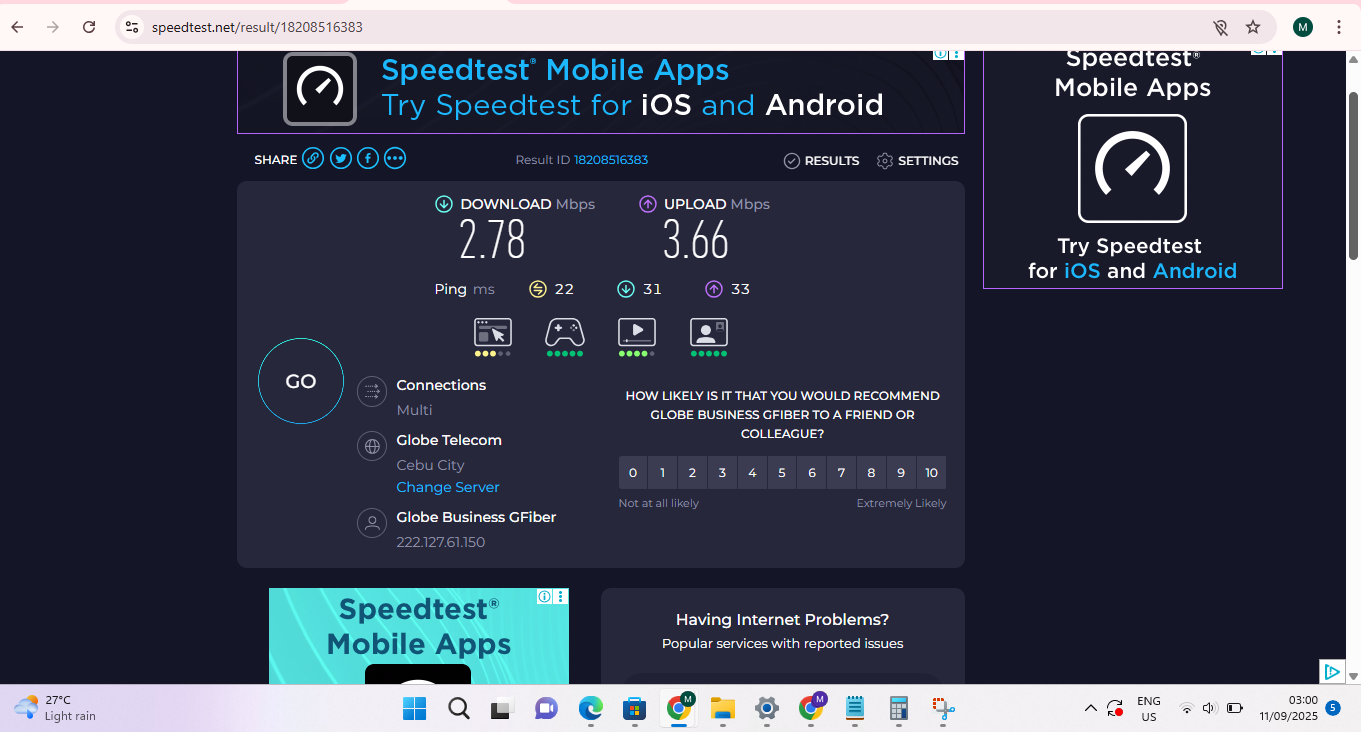 speedtest.net/result/18208516383
M
Speedtest® Mobile Apps
Try Speedtest for iOS and Android
Speedtest®
Mobile Apps
Try Speedtest
for iOS and Android
SHARE
Result ID 18208516383
RESULTS
SETTINGS
DOWNLOAD Mbps
2.78
UPLOAD Mbps
3.66
Ping ms
22
31
33
GO
Connections
Multi
Globe Telecom
Cebu City
Change Server
Globe Business GFiber
222.127.61.150
HOW LIKELY IS IT THAT YOU WOULD RECOMMEND
GLOBE BUSINESS GFIBER TO A FRIEND OR
COLLEAGUE?
0 1 2 3 4 5 6 7 8 9 10
Not at all likely
Extremely Likely
Speedtest®
Mobile Apps
Having Internet Problems?
Popular services with reported issues
27°C
Light rain
M
M
ENG
US
03:00
11/09/2025
5